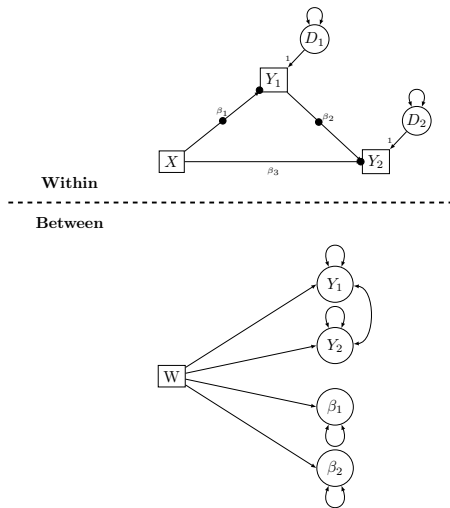 D₁
1
Y₁
β₁
β₂
D₂
1
X
Y₂
β₃
Within
Between
Y₁
Y₂
W
β₁
β₂